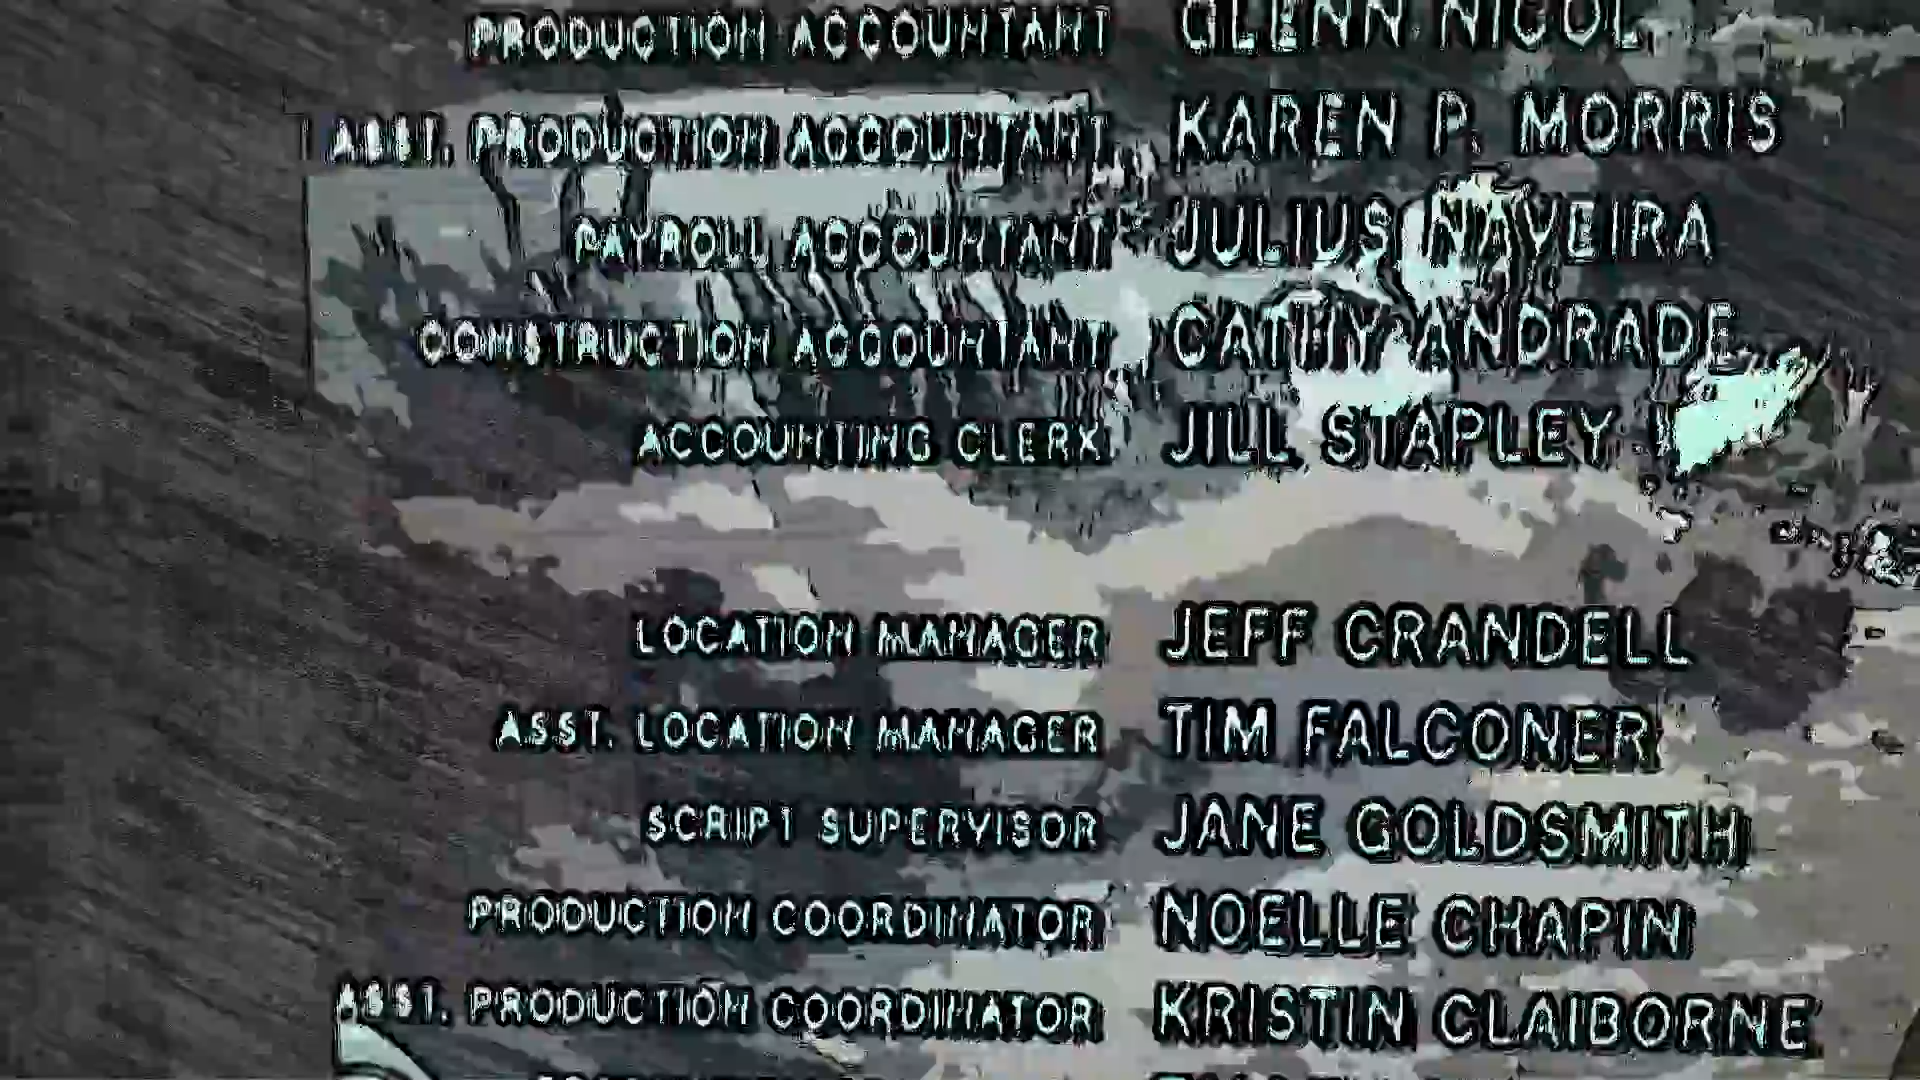 PRODUCTION ACCOUNTANT GLENN NICOL
ASST. PRODUCTION ACCOUNTANT KAREN P. MORRIS
PAYROLL ACCOUNTANT JULIUS NAVEIRA
CONSTRUCTION ACCOUNTANT CATHY ANDRADE
ACCOUNTING CLERK JILL STAPLEY
LOCATION MANAGER JEFF CRANDELL
ASST. LOCATION MANAGER TIM FALCONER
SCRIPT SUPERVISOR JANE GOLDSMITH
PRODUCTION COORDINATOR NOELLE CHAPIN
ASST. PRODUCTION COORDINATOR KRISTIN CLAIBORNE